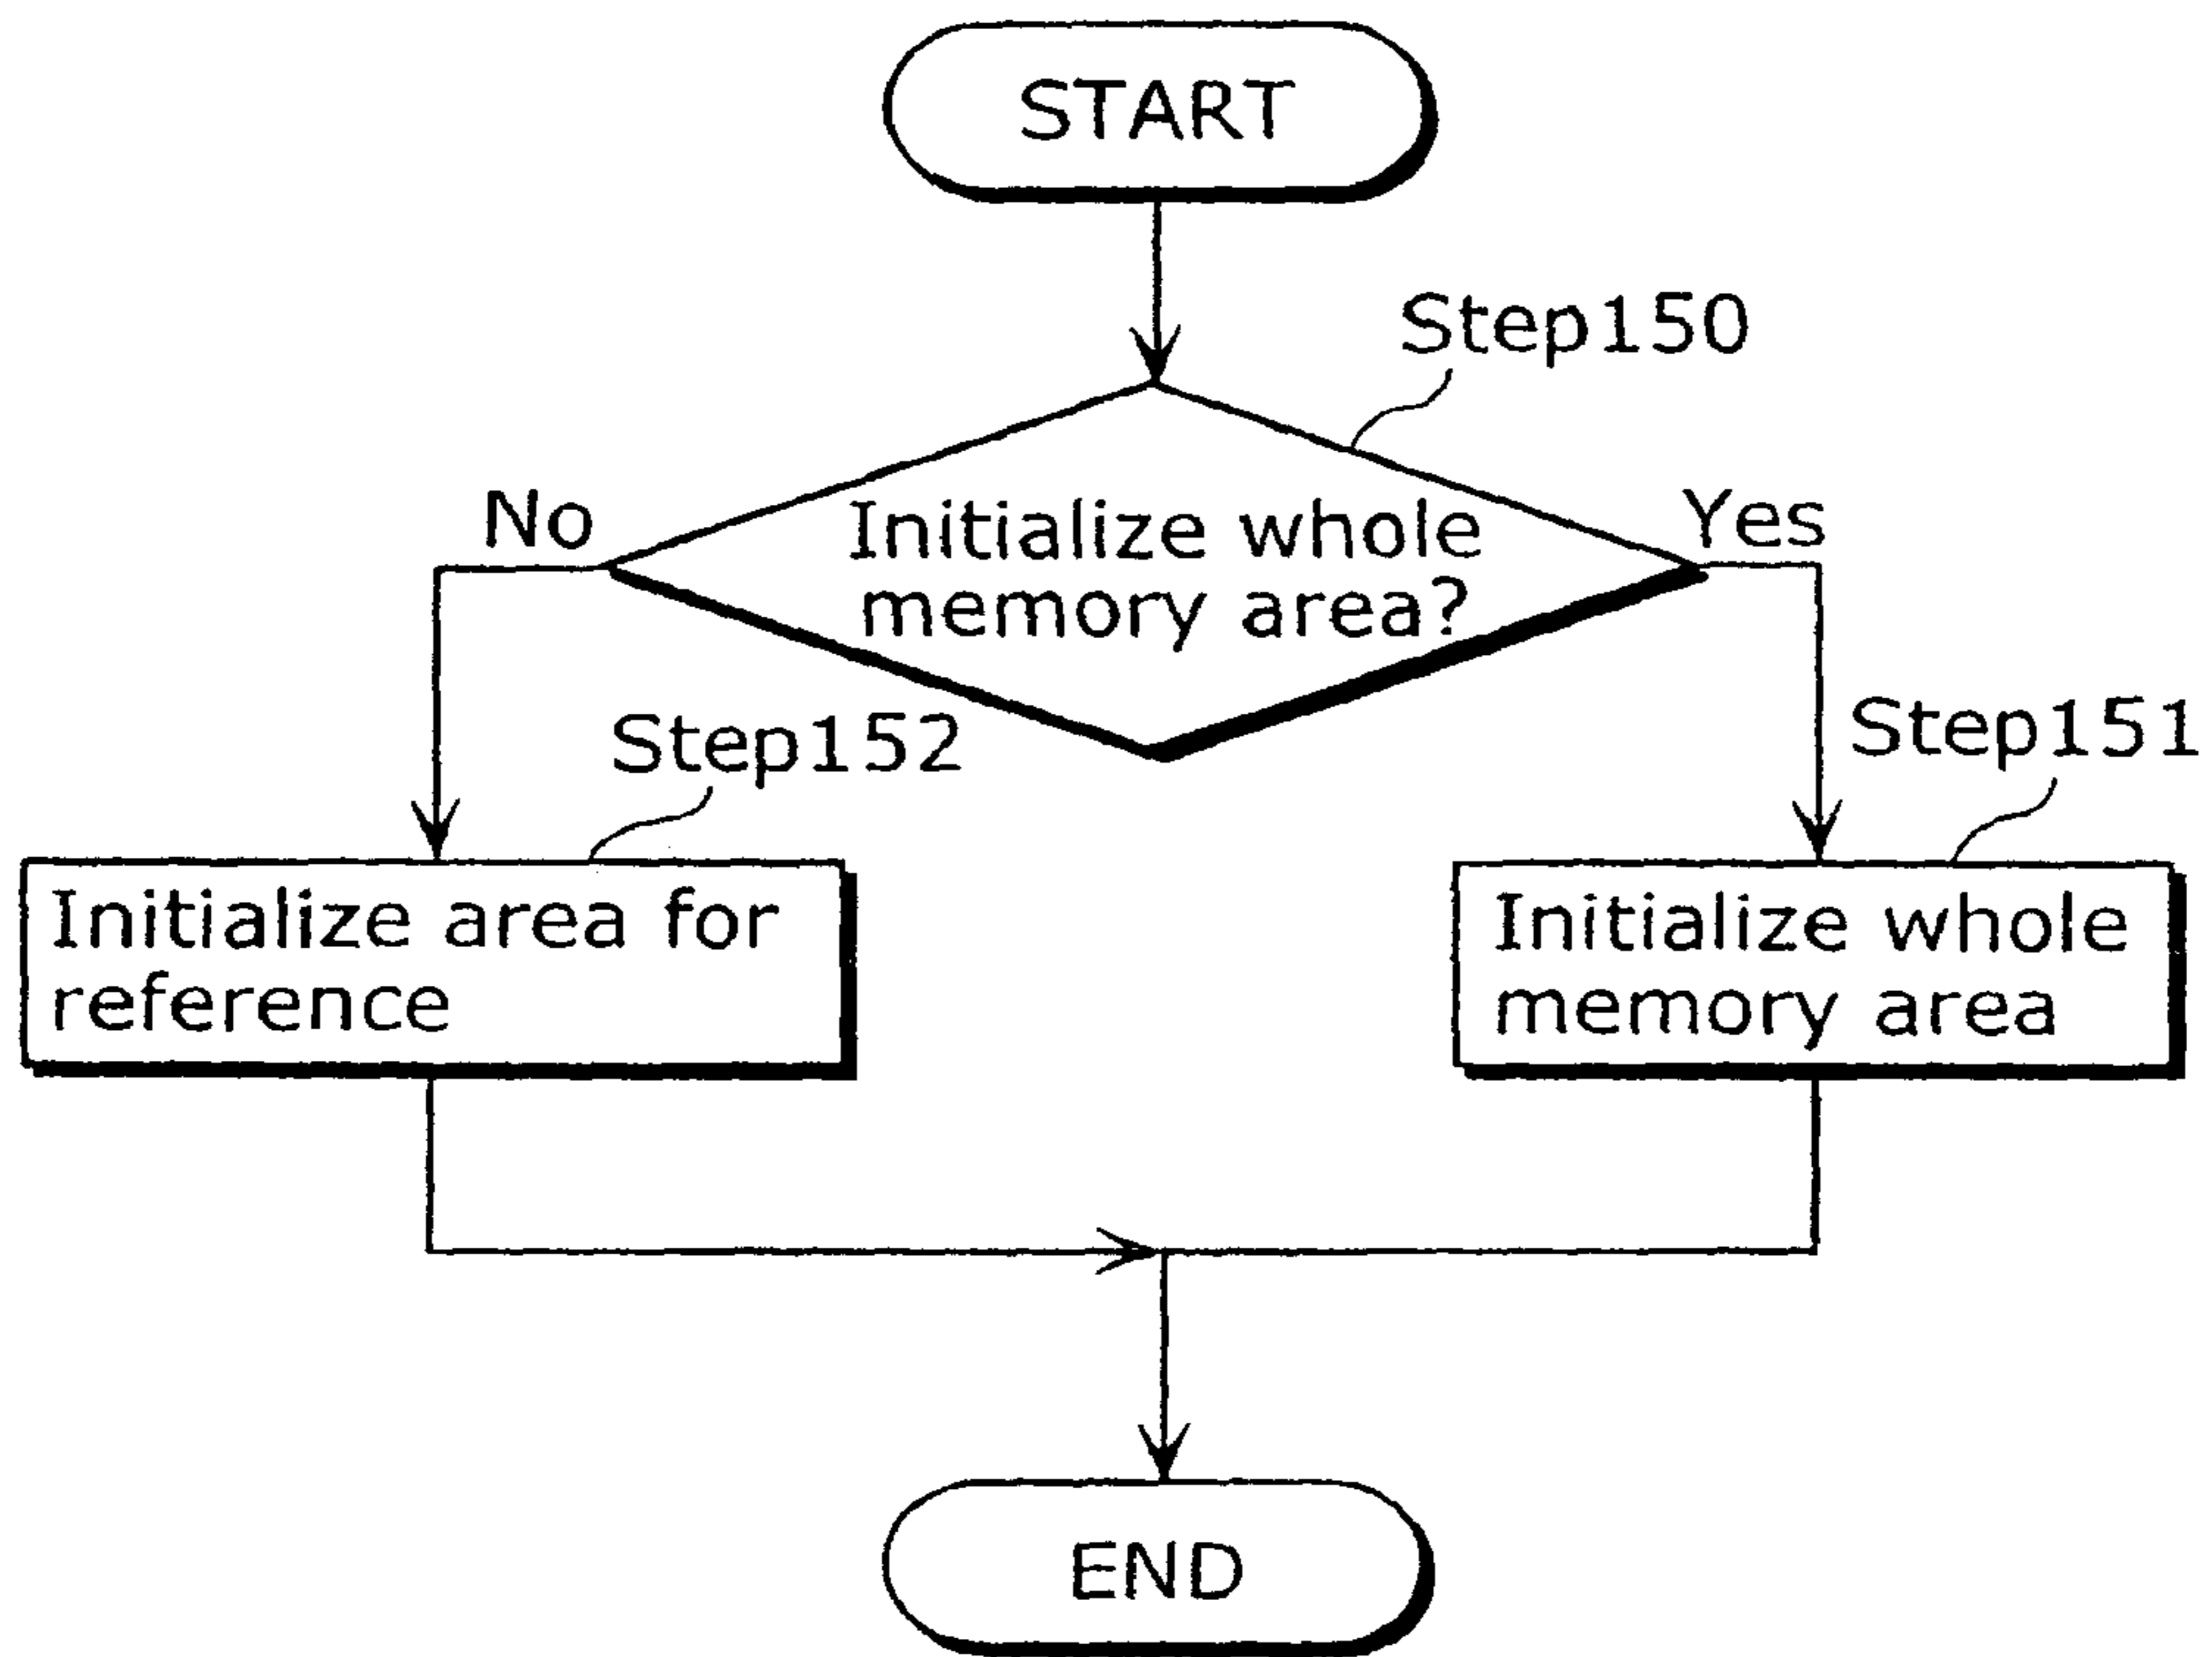 START
Step150
No
Initialize whole
memory area?
Yes
Step152
Step151
Initialize area for
reference
Initialize whole
memory area
END